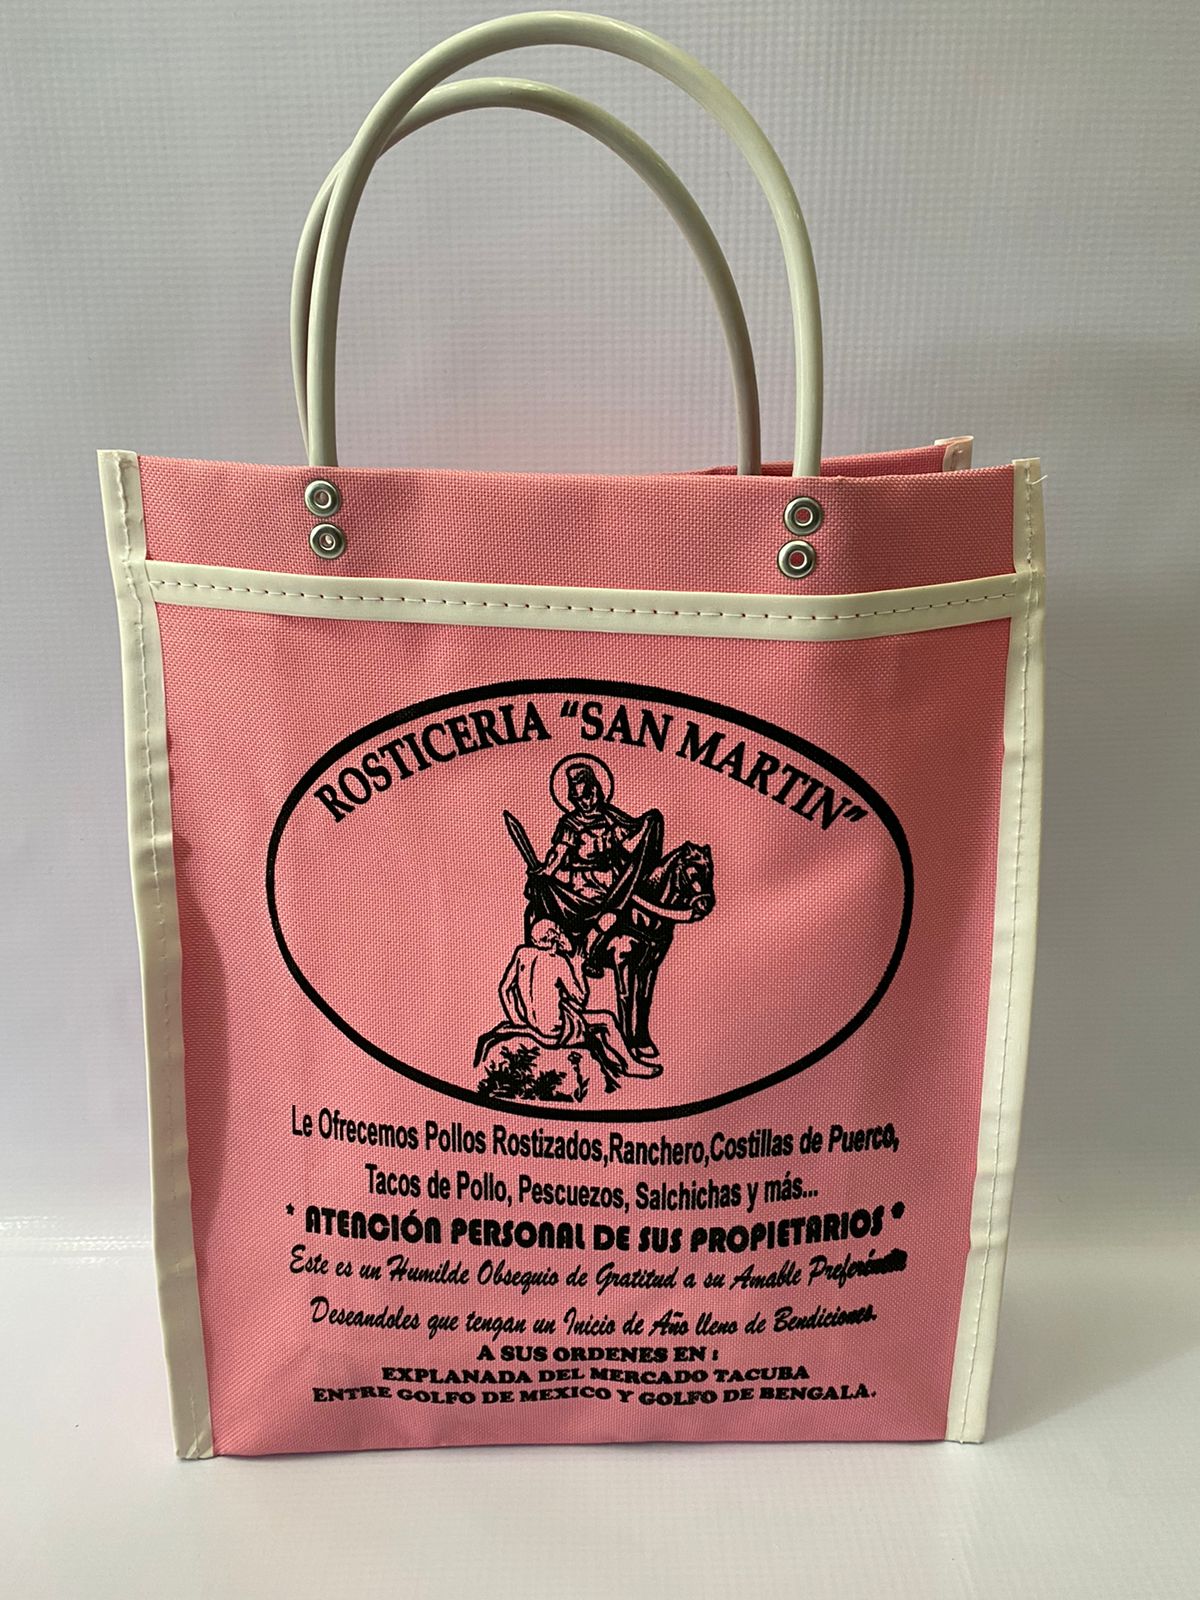 ROSTICERIA "SAN MARTIN"
Le Ofrecemos Pollos Rostizados,Ranchero,Costillas de Puerco,
Tacos de Pollo, Pescuezos, Salchichas y más...
* ATENCIÓN PERSONAL DE SUS PROPIETARIOS *
Este es un Humilde Obsequio de Gratitud a su Amable Preferéncia
Deseandoles que tengan un Inicio de Año lleno de Bendiciones.
A SUS ORDENES EN :
EXPLANADA DEL MERCADO TACUBA
ENTRE GOLFO DE MEXICO Y GOLFO DE BENGALA.